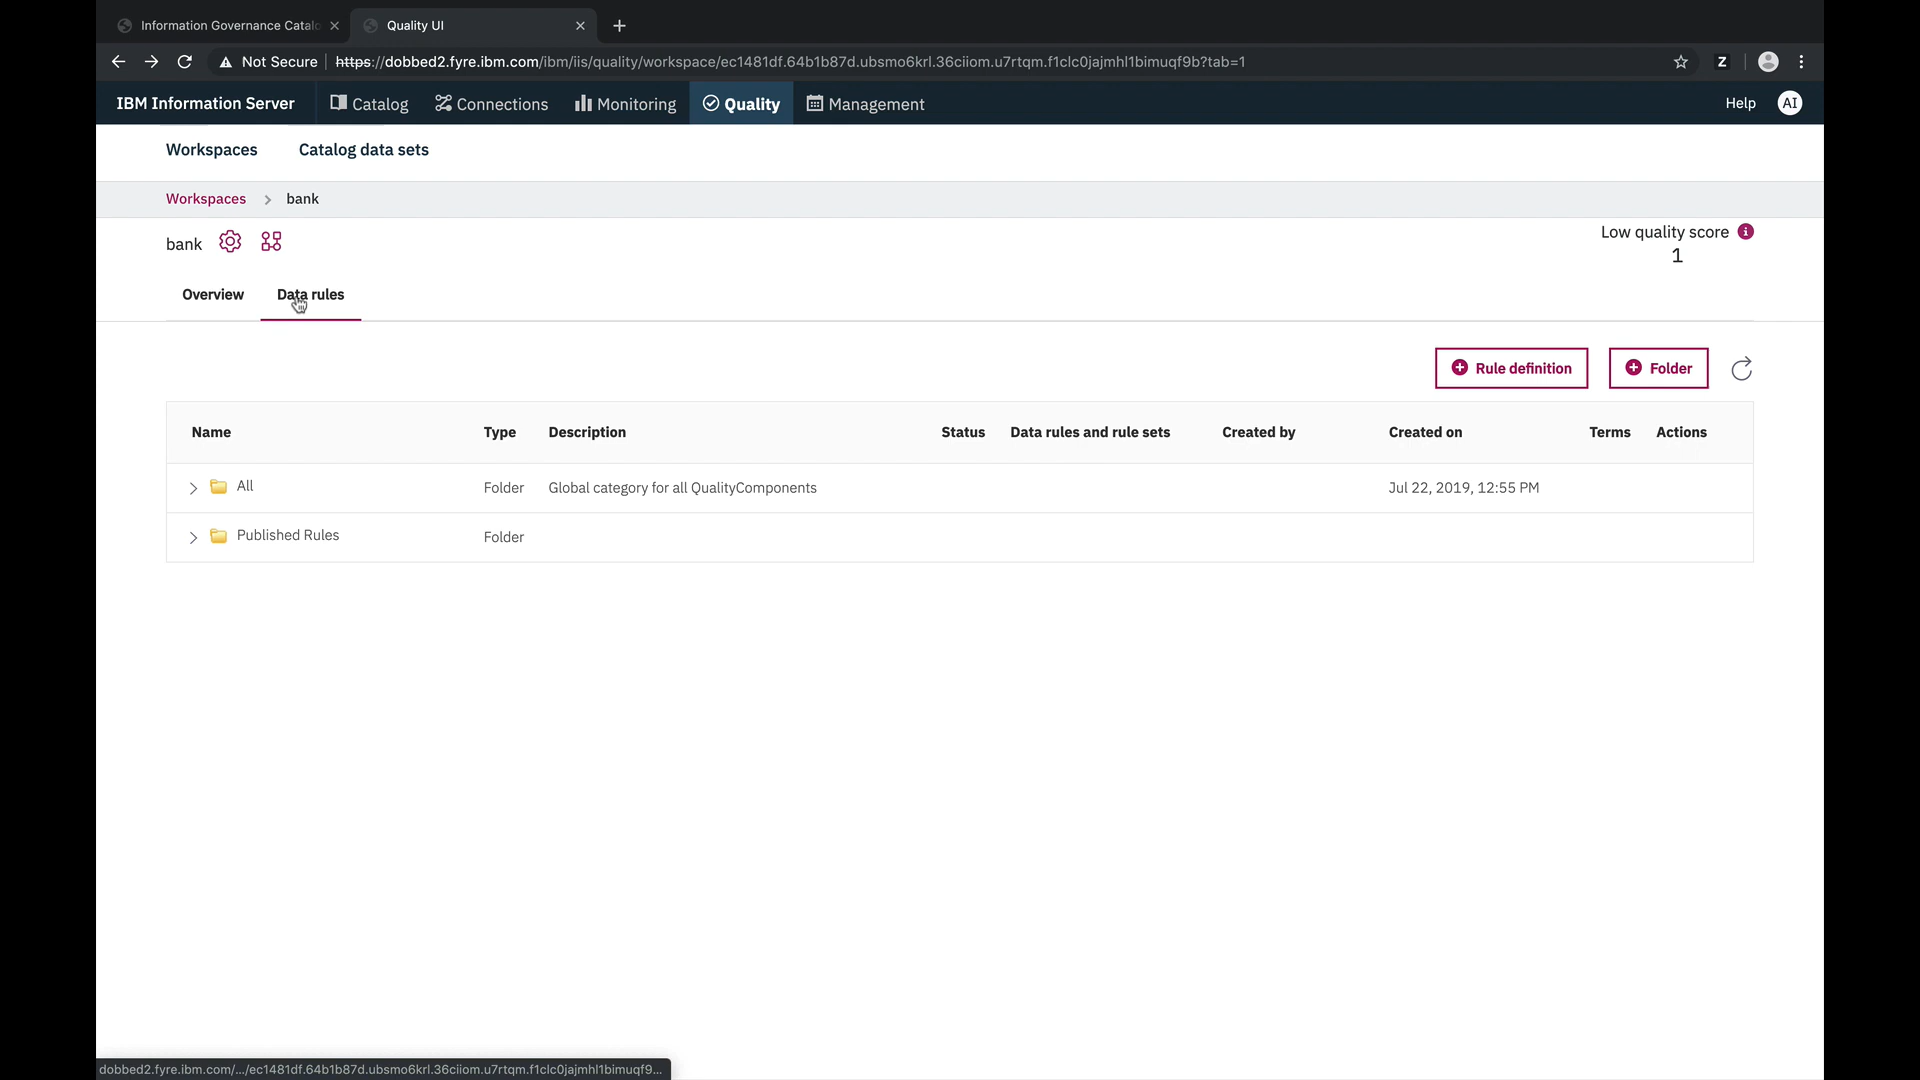 Information Governance Catalo
Quality UI
Not Secure
https://dobbed2.fyre.ibm.com/ibm/iis/quality/workspace/ec1481df.64b1b87d.ubsmo6krl.36ciiom.u7rtqm.f1clc0jajmhl1bimuqf9b?tab=1
Z
IBM Information Server
Catalog
Connections
Monitoring
Quality
Management
Help
AI
Workspaces
Catalog data sets
Workspaces > bank
bank
Low quality score
1
Overview
Data rules
Rule definition
Folder
Name Type Description Status Data rules and rule sets Created by Created on Terms Actions
All Folder Global category for all QualityComponents Jul 22, 2019, 12:55 PM
Published Rules Folder
dobbed2.fyre.ibm.com/.../ec1481df.64b1b87d.ubsmo6krl.36ciiom.u7rtqm.f1clc0jajmhl1bimuqf9...